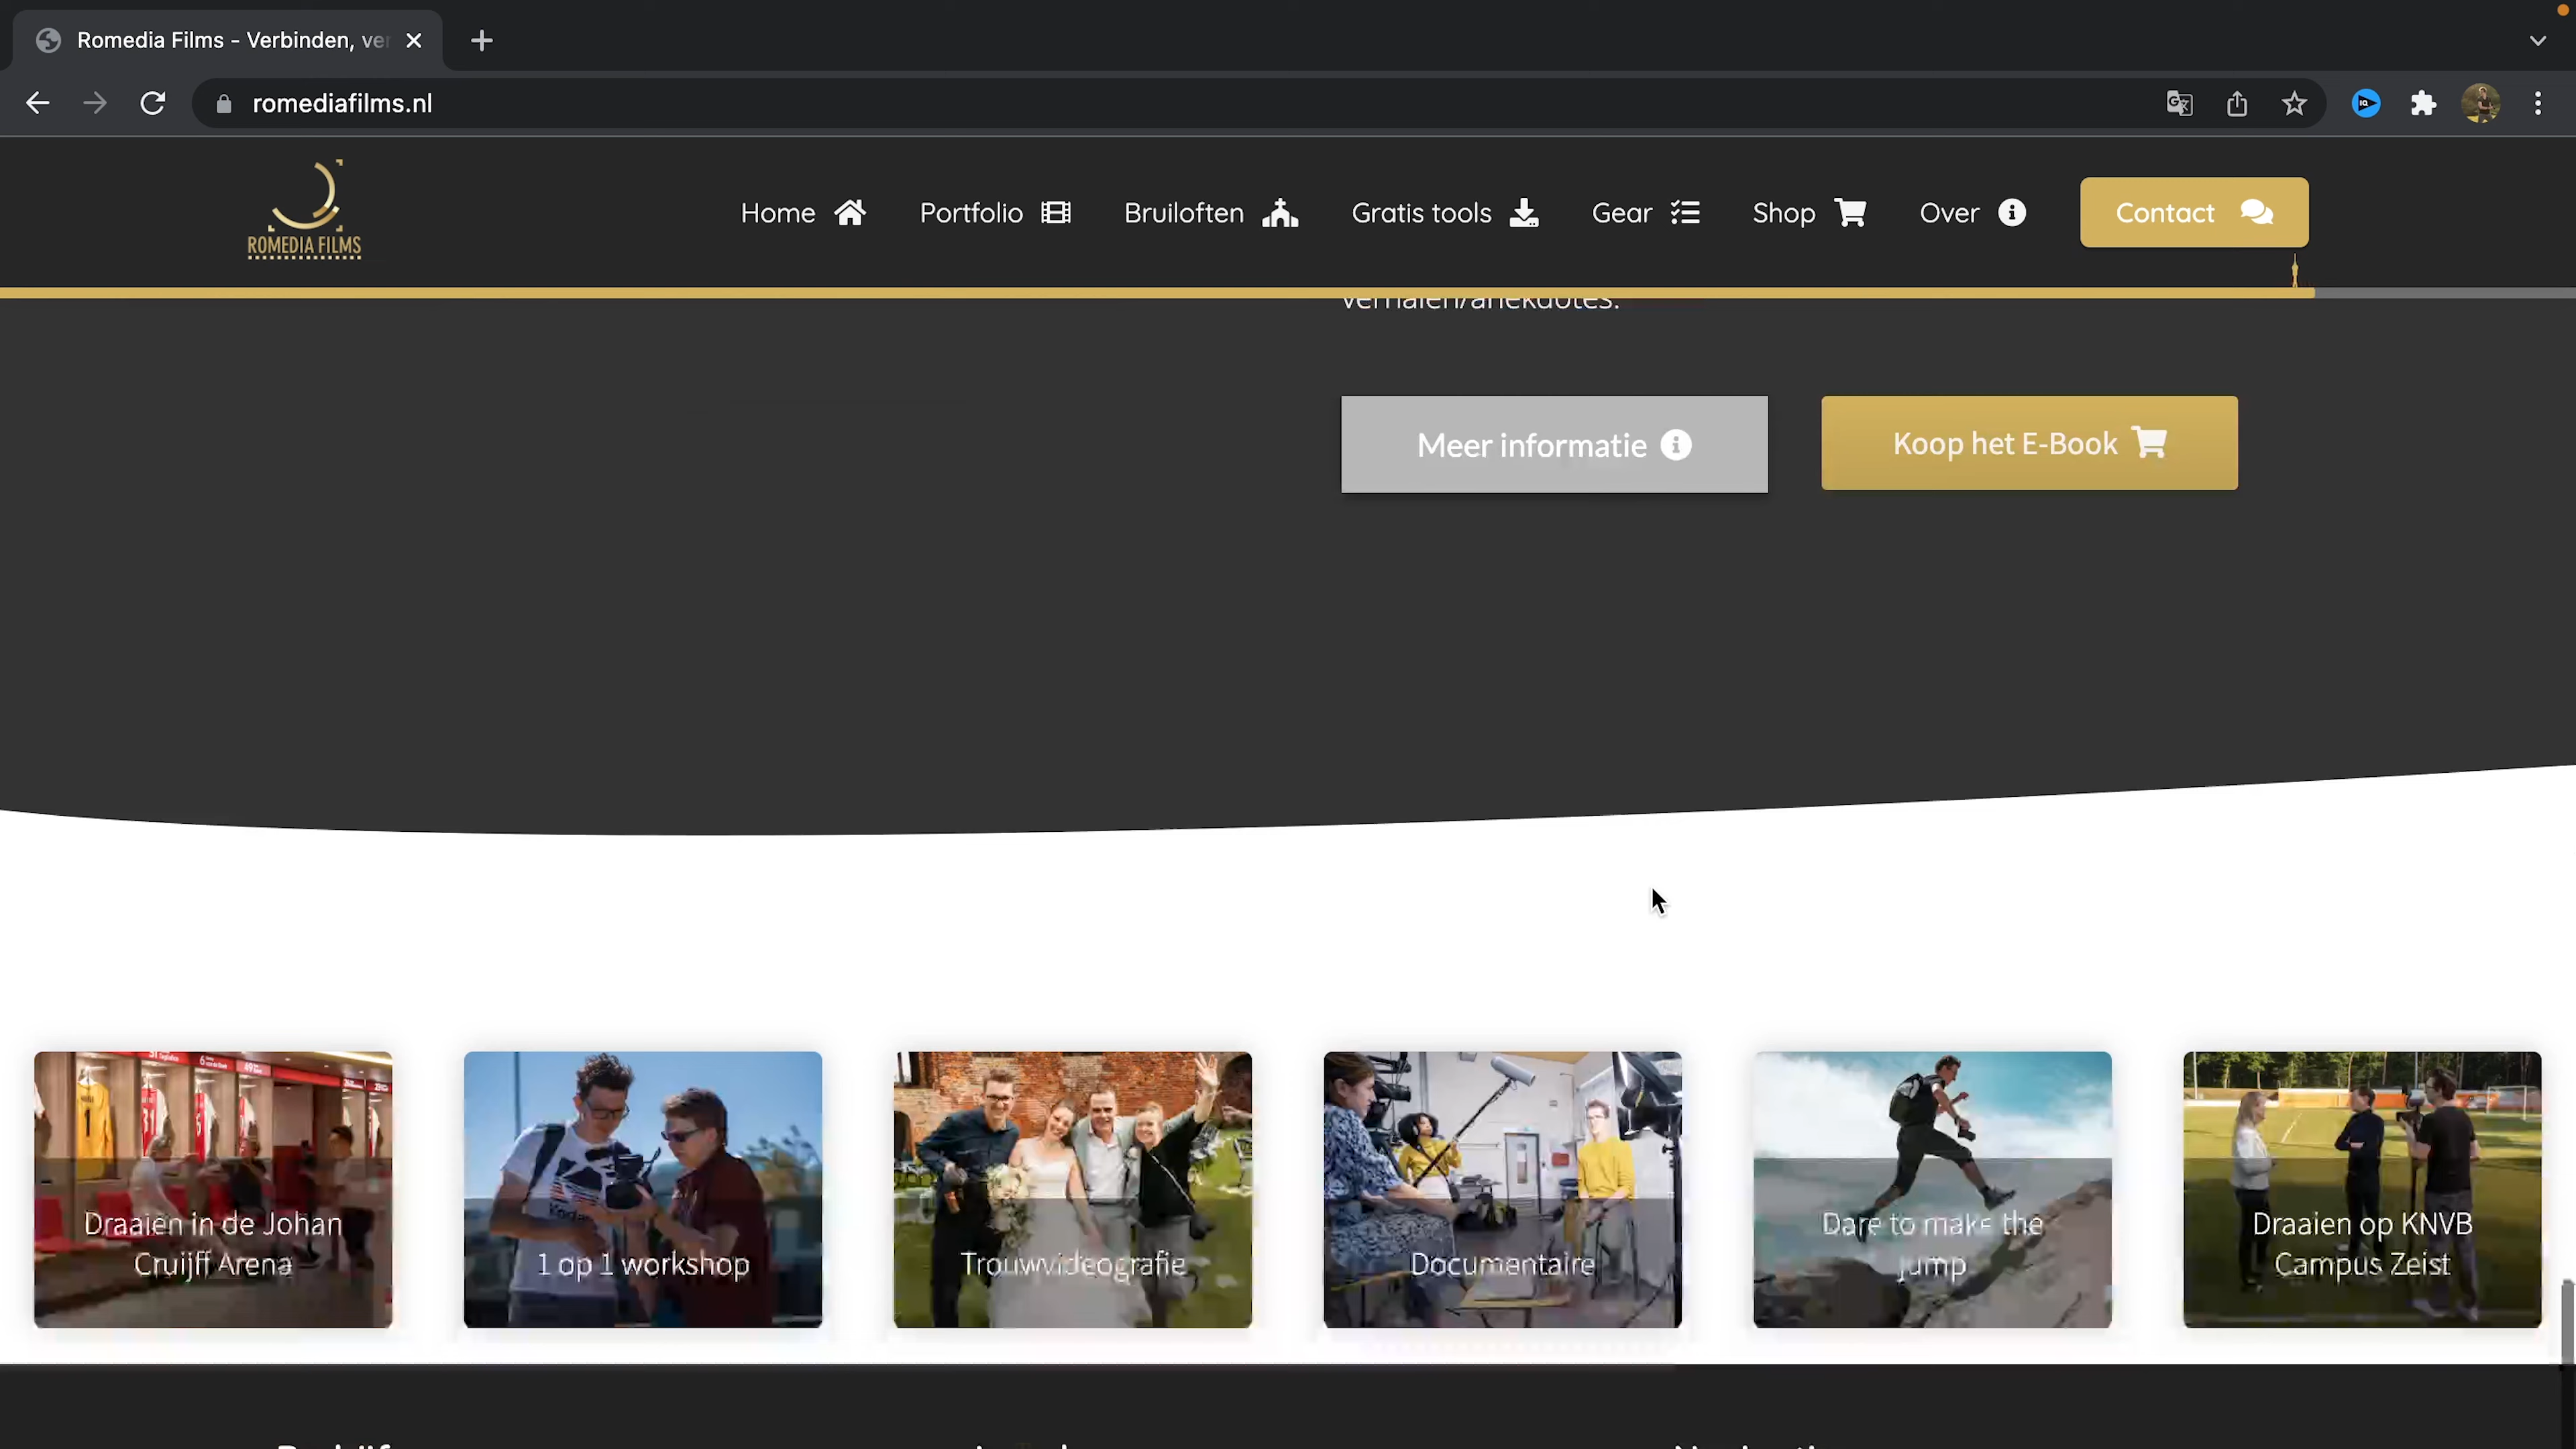 Romedia Films - Verbinden, ve
romediafilms.nl
ROMEDIA FILMS
Home
Portfolio
Bruiloften
Gratis tools
Gear
Shop
Over
Contact
verhalen/anekdotes.
Meer informatie
Koop het E-Book
Draaien in de Johan
Cruijff Arena
1 op 1 workshop
Trouwvideografie
Documentaire
Dare to make the
jump
Draaien op KNVB
Campus Zeist